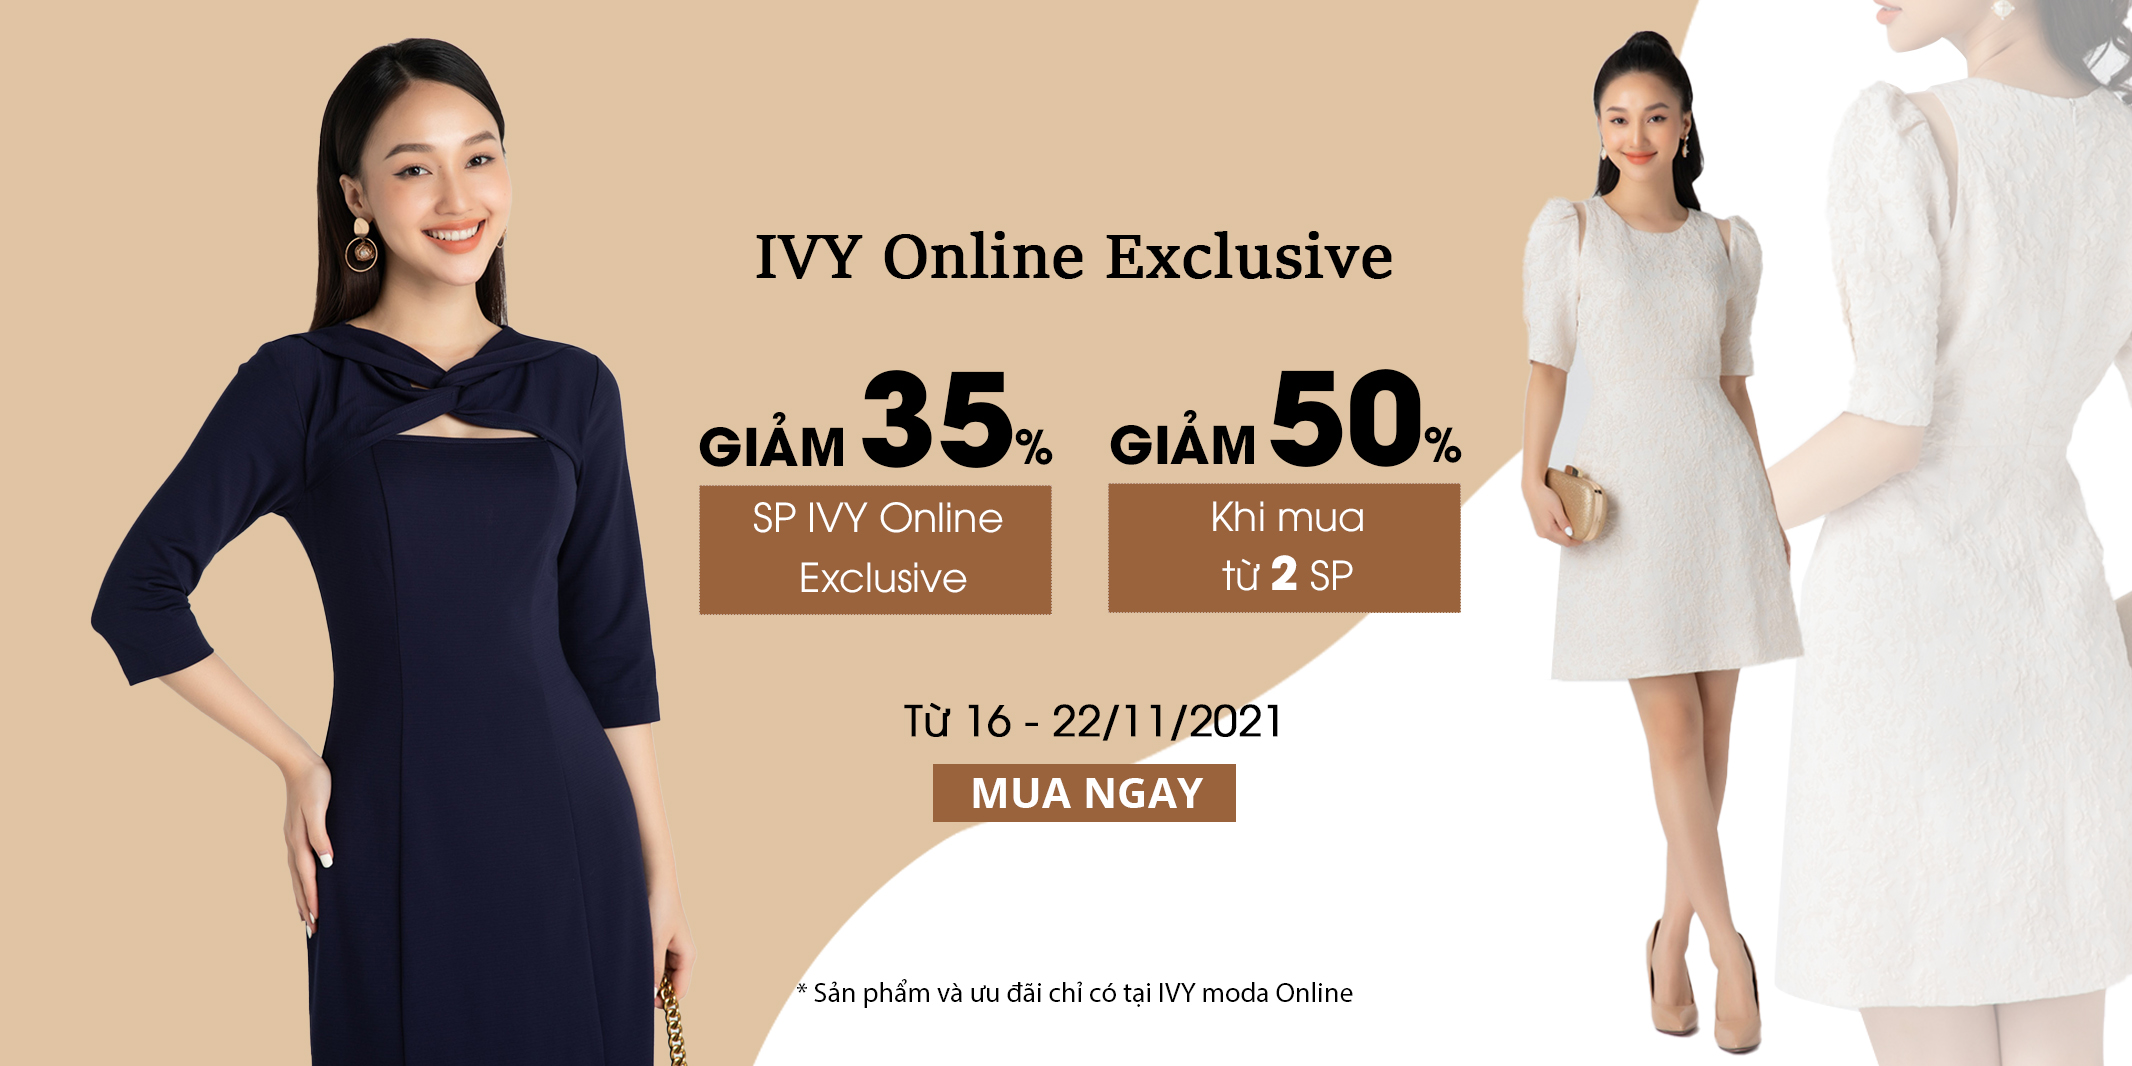 IVY Online Exclusive
GIẢM 35%
SP IVY Online
Exclusive
GIẢM 50%
Khi mua
từ 2 SP
Từ 16 - 22/11/2021
MUA NGAY
* Sản phẩm và ưu đãi chỉ có tại IVY moda Online